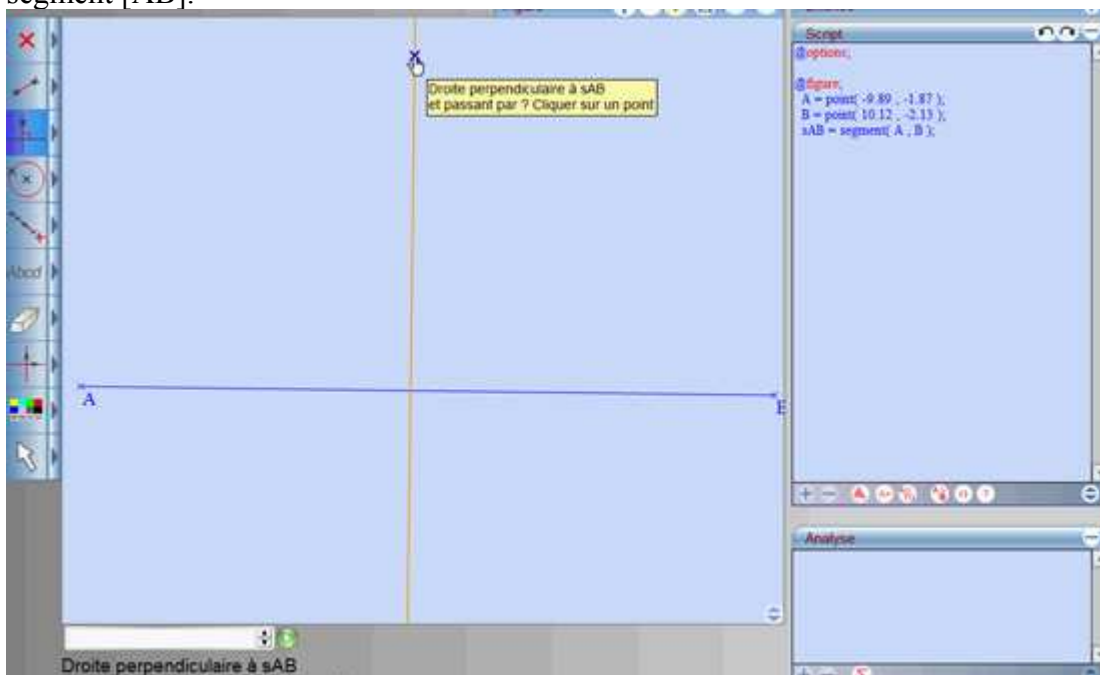 segment [AB].
Script
@options;
@figure;
A = point( -9.89 , -1.87 );
B = point( 10.12 , -2.13 );
sAB = segment( A , B );
Droite perpendiculaire à sAB
et passant par ? Cliquer sur un point
Abcd
A
Analyse
Droite perpendiculaire à sAB